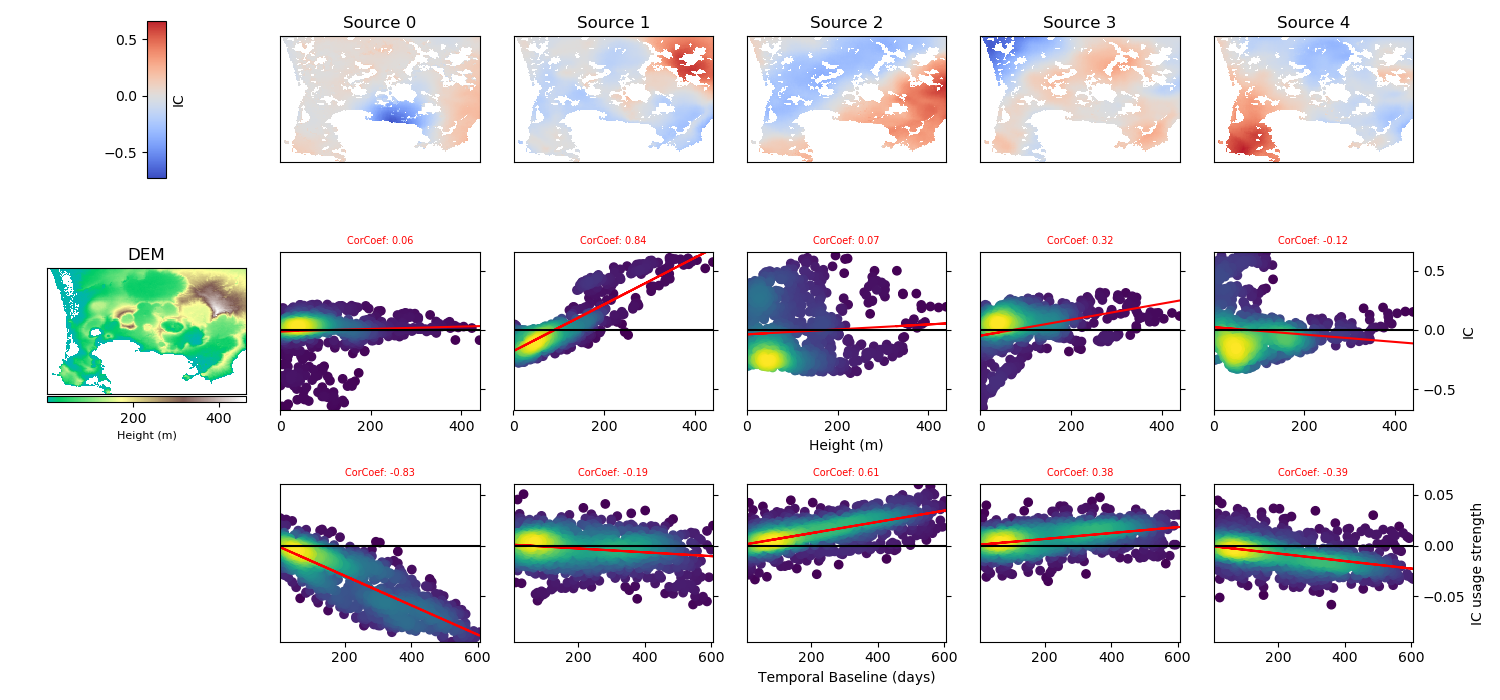 Source 0 Source 1 Source 2 Source 3 Source 4
0.5
0.0
−0.5
IC
CorCoef: 0.06 CorCoef: 0.84 CorCoef: 0.07 CorCoef: 0.32 CorCoef: -0.12
DEM
200 400
Height (m)
0.5
0.0
−0.5
IC
0 200 400 0 200 400 0 200 400 0 200 400 0 200 400
Height (m)
CorCoef: -0.83 CorCoef: -0.19 CorCoef: 0.61 CorCoef: 0.38 CorCoef: -0.39
0.05
0.00
−0.05
IC usage strength
200 400 600 200 400 600 200 400 600 200 400 600 200 400 600
Temporal Baseline (days)